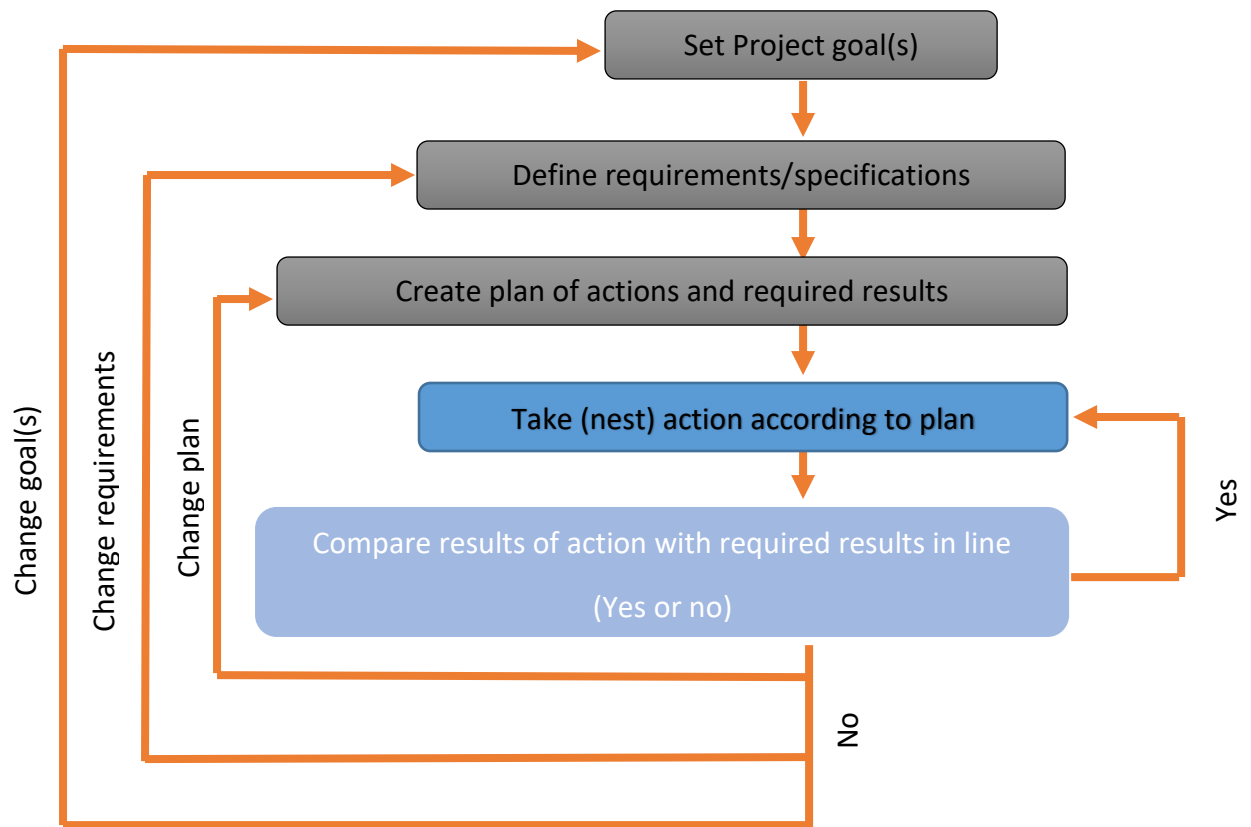 Set Project goal(s)
Define requirements/specifications
Create plan of actions and required results
Take (nest) action according to plan
Compare results of action with required results in line
(Yes or no)
Change goal(s)
Change requirements
Change plan
Yes
No